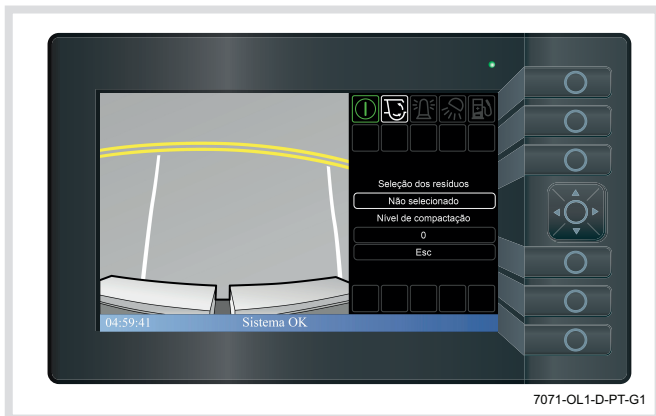 Seleção dos resíduos
Não selecionado
Nível de compactação
0
Esc
04:59:41 Sistema OK
7071-OL1-D-PT-G1